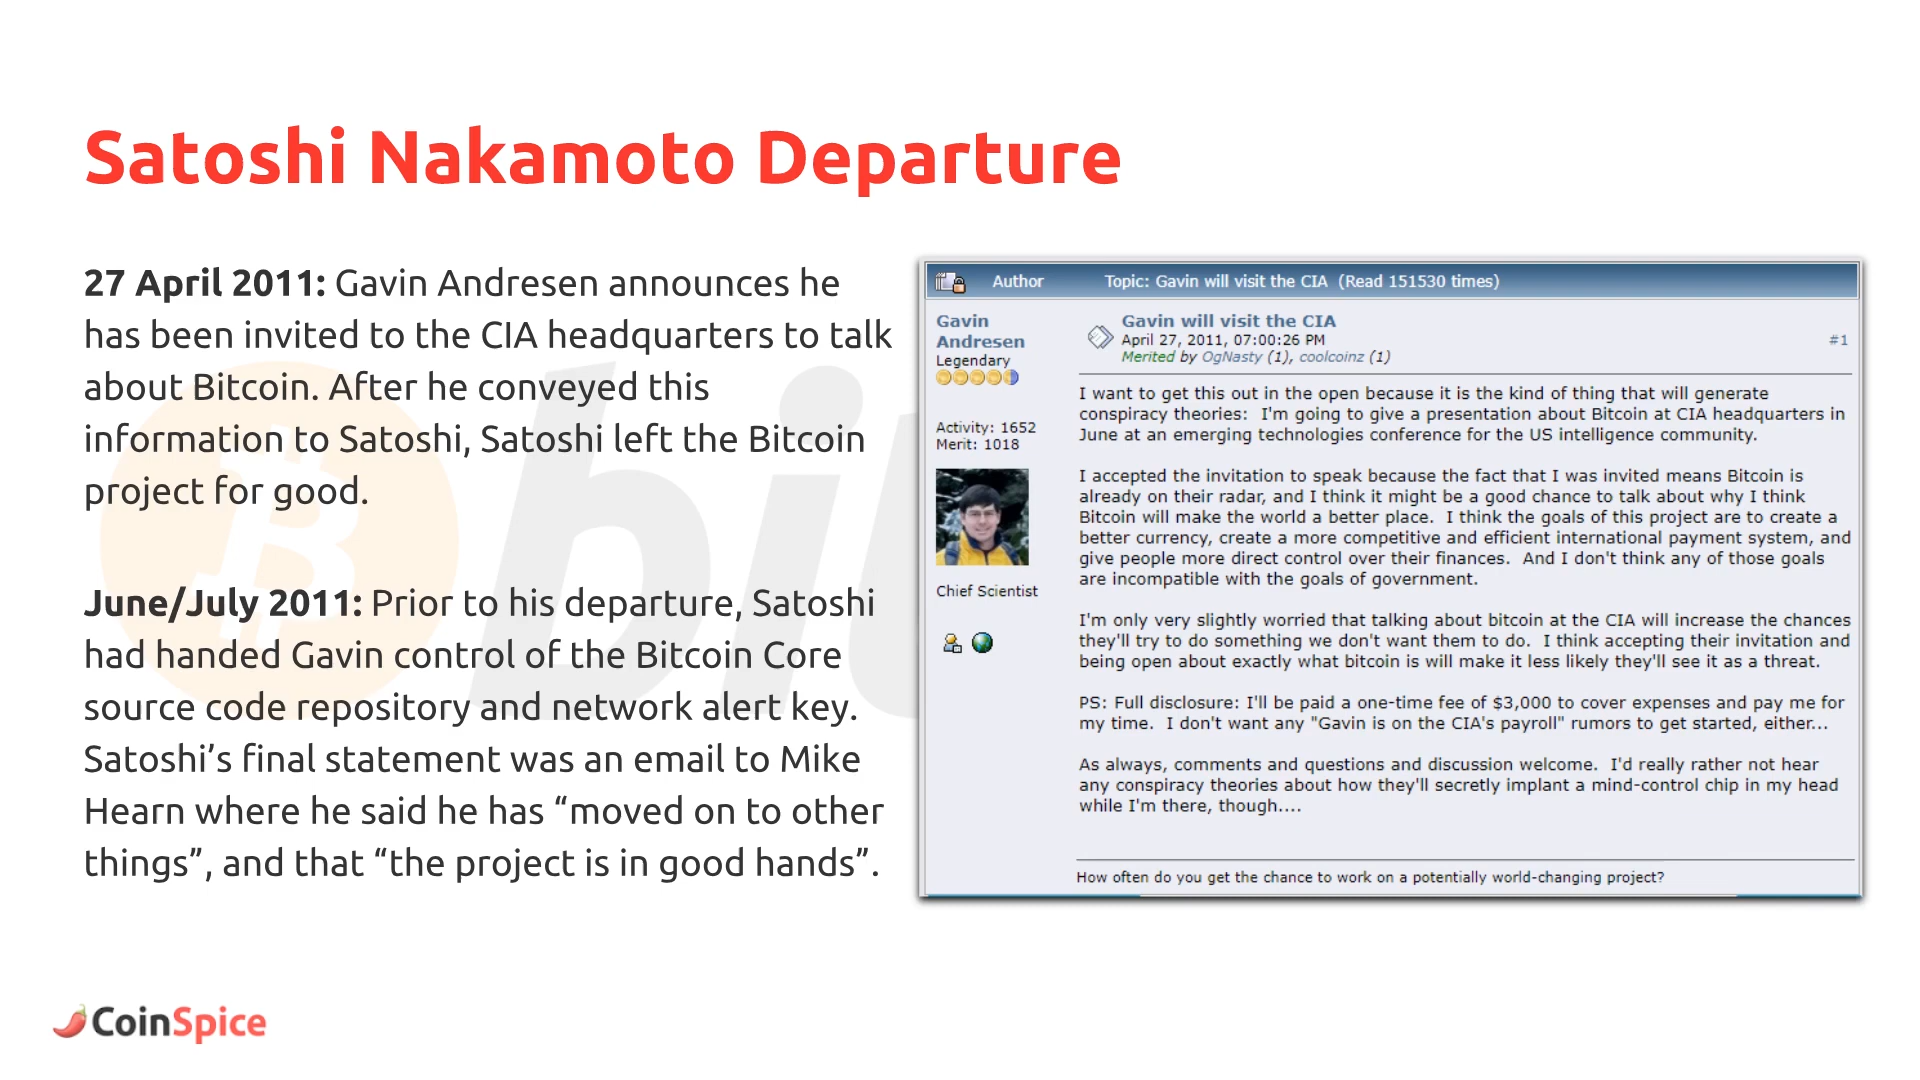 Satoshi Nakamoto Departure
27 April 2011: Gavin Andresen announces he
has been invited to the CIA headquarters to talk
about Bitcoin. After he conveyed this
information to Satoshi, Satoshi left the Bitcoin
project for good.
June/July 2011: Prior to his departure, Satoshi
had handed Gavin control of the Bitcoin Core
source code repository and network alert key.
Satoshi’s final statement was an email to Mike
Hearn where he said he has “moved on to other
things”, and that “the project is in good hands”.
bit
Author Topic: Gavin will visit the CIA (Read 151530 times)
Gavin
Andresen
Legendary
Activity: 1652
Merit: 1018
Chief Scientist
Gavin will visit the CIA
April 27, 2011, 07:00:26 PM
Merited by OgNasty (1), coolcoinz (1)
#1
I want to get this out in the open because it is the kind of thing that will generate
conspiracy theories: I'm going to give a presentation about Bitcoin at CIA headquarters in
June at an emerging technologies conference for the US intelligence community.
I accepted the invitation to speak because the fact that I was invited means Bitcoin is
already on their radar, and I think it might be a good chance to talk about why I think
Bitcoin will make the world a better place. I think the goals of this project are to create a
better currency, create a more competitive and efficient international payment system, and
give people more direct control over their finances. And I don't think any of those goals
are incompatible with the goals of government.
I'm only very slightly worried that talking about bitcoin at the CIA will increase the chances
they'll try to do something we don't want them to do. I think accepting their invitation and
being open about exactly what bitcoin is will make it less likely they'll see it as a threat.
PS: Full disclosure: I'll be paid a one-time fee of $3,000 to cover expenses and pay me for
my time. I don't want any "Gavin is on the CIA's payroll" rumors to get started, either...
As always, comments and questions and discussion welcome. I'd really rather not hear
any conspiracy theories about how they'll secretly implant a mind-control chip in my head
while I'm there, though....
How often do you get the chance to work on a potentially world-changing project?
CoinSpice